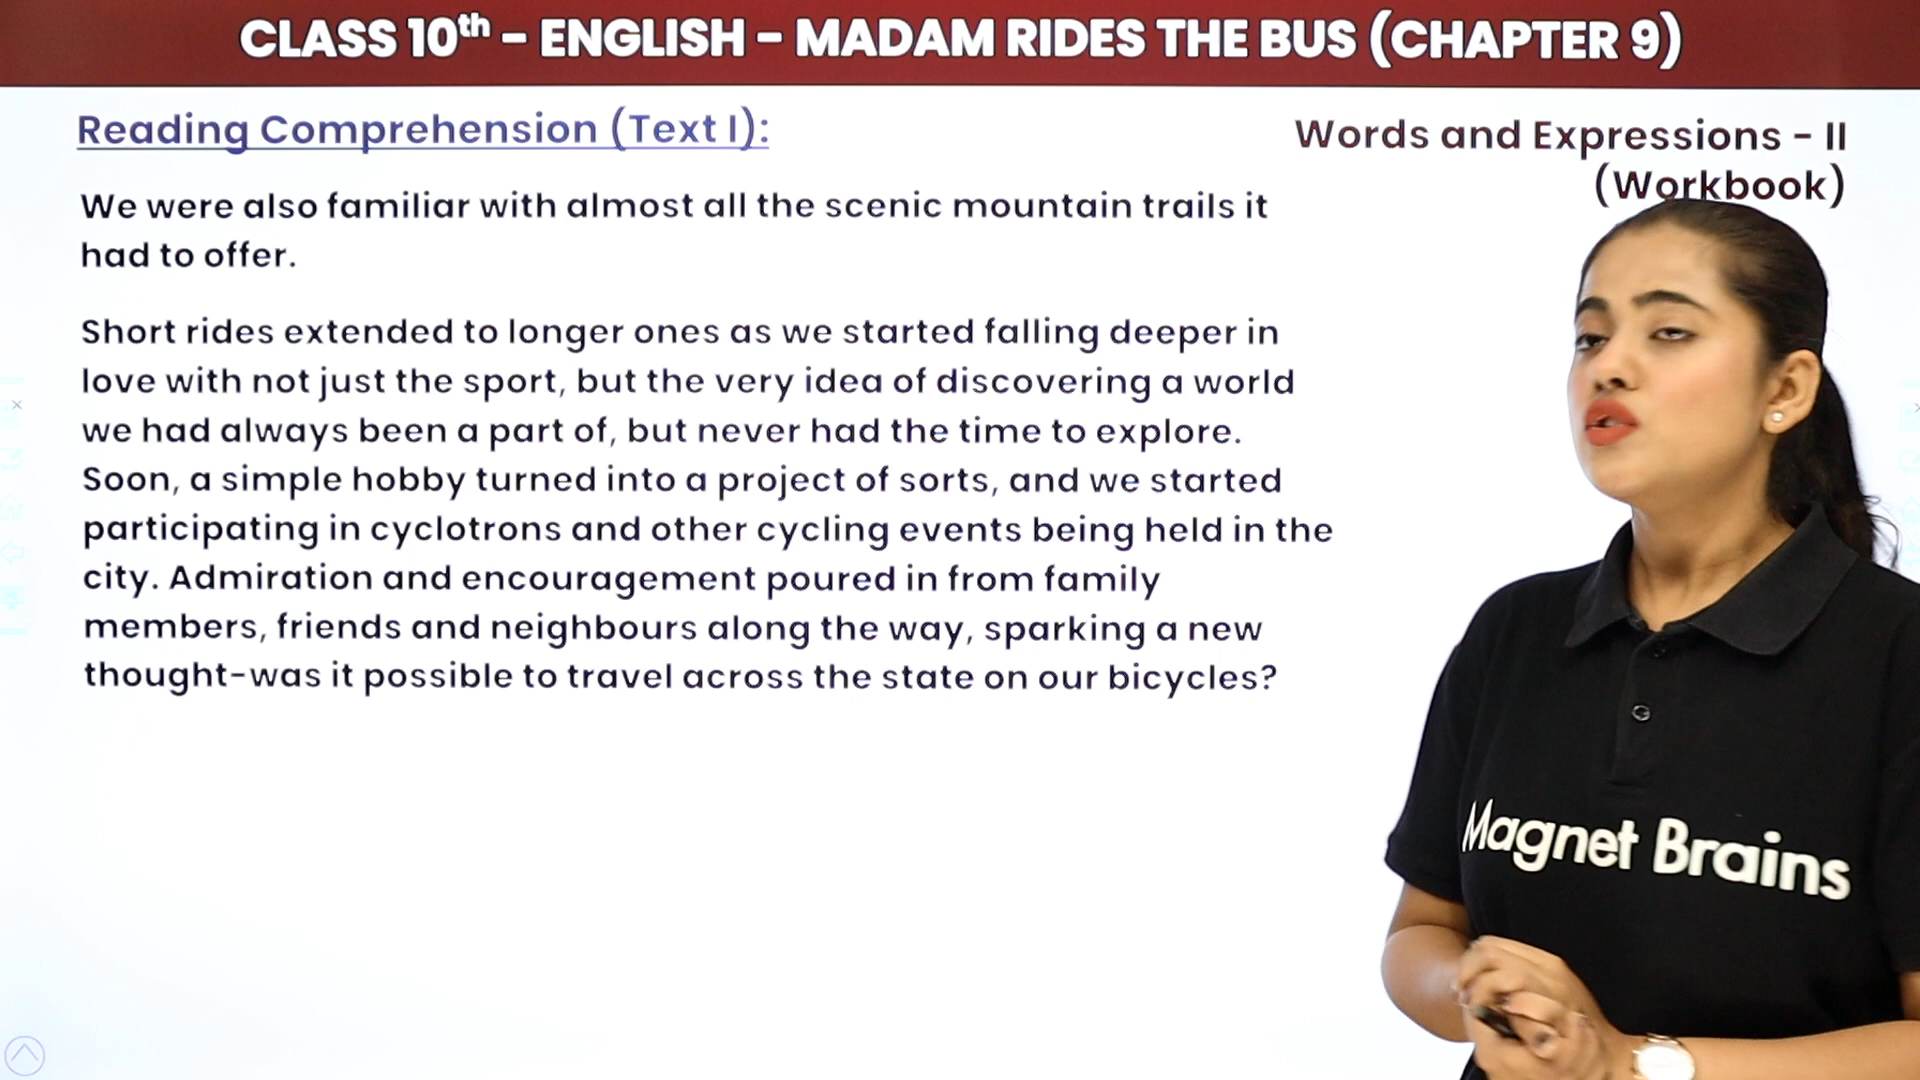 CLASS 10th - ENGLISH - MADAM RIDES THE BUS (CHAPTER 9)
Reading Comprehension (Text I):
Words and Expressions - II
(Workbook)
We were also familiar with almost all the scenic mountain trails it
had to offer.
Short rides extended to longer ones as we started falling deeper in
love with not just the sport, but the very idea of discovering a world
we had always been a part of, but never had the time to explore.
Soon, a simple hobby turned into a project of sorts, and we started
participating in cyclotrons and other cycling events being held in the
city. Admiration and encouragement poured in from family
members, friends and neighbours along the way, sparking a new
thought-was it possible to travel across the state on our bicycles?
Magnet Brains